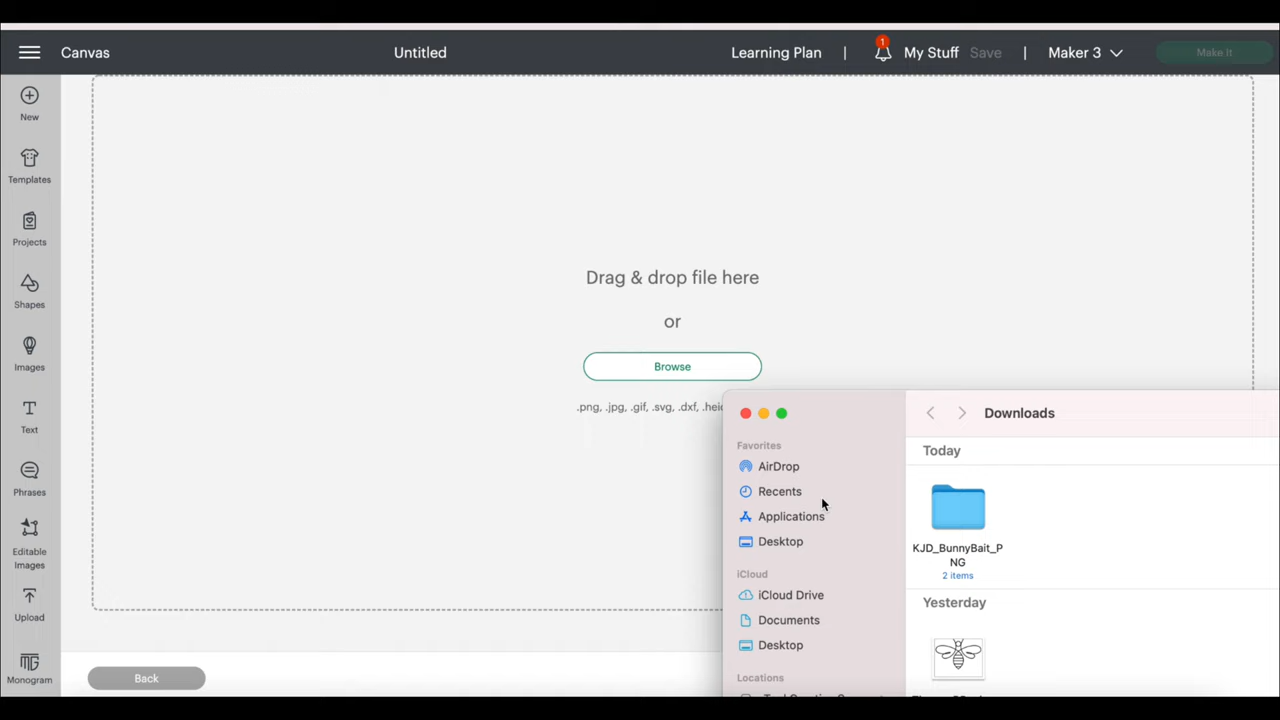 Canvas
Untitled
Learning Plan
|
1
My Stuff
Save
|
Maker 3
Make It
New
Templates
Projects
Shapes
Images
Text
Phrases
Editable
Images
Upload
Monogram
Drag & drop file here
or
Browse
.png, .jpg, .gif, .svg, .dxf,
Back
Favorites
AirDrop
Recents
Applications
Desktop
iCloud
iCloud Drive
Documents
Desktop
Locations
Downloads
Today
KJD_BunnyBait_P
NG
2 items
Yesterday